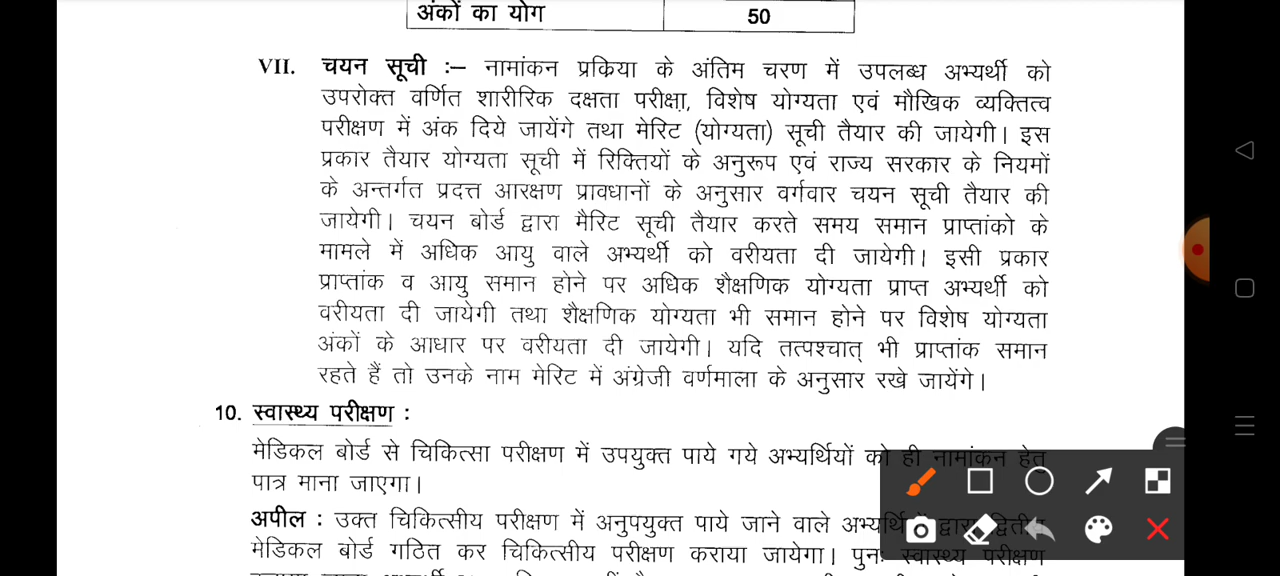 अंकों का योग 50
VII. चयन सूची :– नामांकन प्रक्रिया के अंतिम चरण में उपलब्ध अभ्यर्थी को
उपरोक्त वर्णित शारीरिक दक्षता परीक्षा, विशेष योग्यता एवं मौखिक व्यक्तित्व
परीक्षण में अंक दिये जायेंगे तथा मेरिट (योग्यता) सूची तैयार की जायेगी। इस
प्रकार तैयार योग्यता सूची में रिक्तियों के अनुरूप एवं राज्य सरकार के नियमों
के अन्तर्गत प्रदत्त आरक्षण प्रावधानों के अनुसार वर्गवार चयन सूची तैयार की
जायेगी। चयन बोर्ड द्वारा मैरिट सूची तैयार करते समय समान प्राप्तांको के
मामले में अधिक आयु वाले अभ्यर्थी को वरीयता दी जायेगी। इसी प्रकार
प्राप्तांक व आयु समान होने पर अधिक शैक्षणिक योग्यता प्राप्त अभ्यर्थी को
वरीयता दी जायेगी तथा शैक्षणिक योग्यता भी समान होने पर विशेष योग्यता
अंकों के आधार पर वरीयता दी जायेगी। यदि तत्पश्चात् भी प्राप्तांक समान
रहते हैं तो उनके नाम मेरिट में अंग्रेजी वर्णमाला के अनुसार रखे जायेंगे।
10. स्वास्थ्य परीक्षण :
मेडिकल बोर्ड से चिकित्सा परीक्षण में उपयुक्त पाये गये अभ्यर्थियों को ही नामांकन हेतु
पात्र माना जाएगा।
अपील : उक्त चिकित्सीय परीक्षण में अनुपयुक्त पाये जाने वाले अभ्यर्थि द्वारा द्वितीय
मेडिकल बोर्ड गठित कर चिकित्सीय परीक्षण कराया जायेगा। पुनः स्वास्थ्य परीक्षण